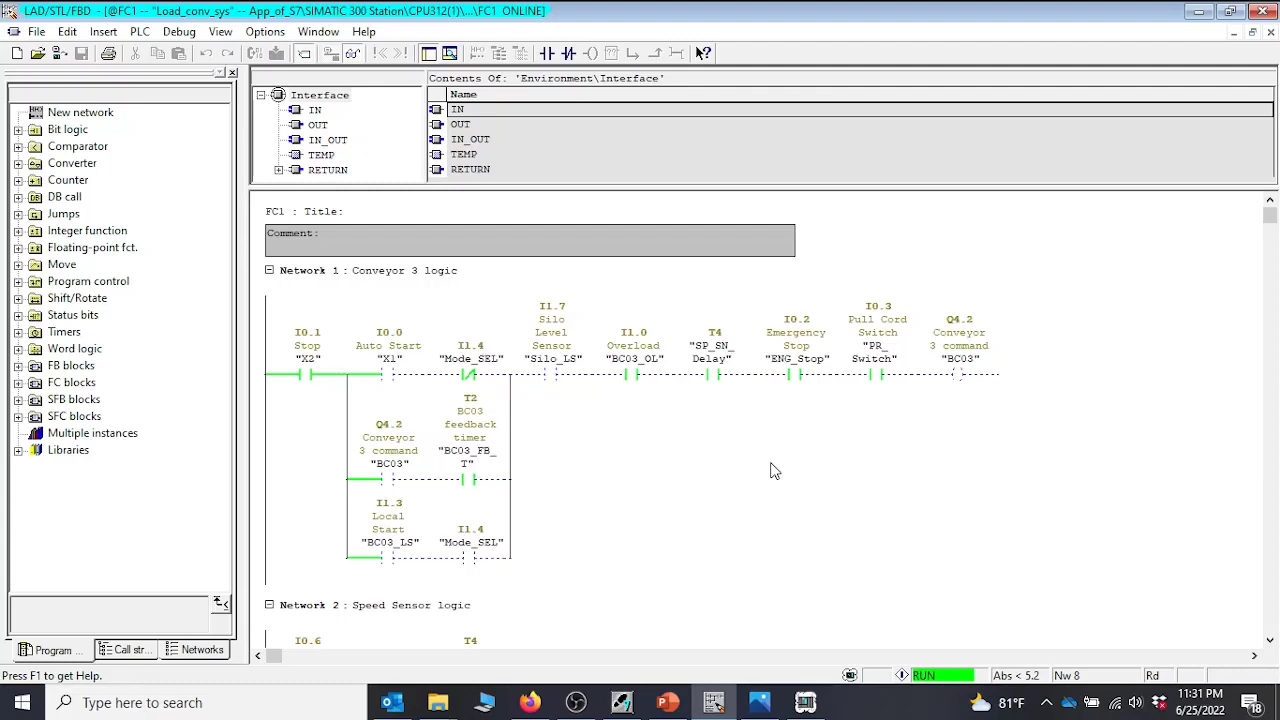 LAD/STL/FBD - [@FC1 -- "Load_conv_sys" -- App_of_S7\SIMATIC 300 Station\CPU312(1)\...\FC1 ONLINE]
File Edit Insert PLC Debug View Options Window Help
New network
Bit logic
Comparator
Converter
Counter
DB call
Jumps
Integer function
Floating-point fct.
Move
Program control
Shift/Rotate
Status bits
Timers
Word logic
FB blocks
FC blocks
SFB blocks
SFC blocks
Multiple instances
Libraries
Program ... Call str... Networks
Interface
IN
OUT
IN_OUT
TEMP
RETURN
Contents Of: 'Environment\Interface'
Name
IN
OUT
IN_OUT
TEMP
RETURN
FC1 : Title:
Comment:
Network 1 : Conveyor 3 logic
I0.1
Stop
"X2"
I0.0
Auto Start
"X1"
I1.4
"Mode_SEL"
I1.7
Silo
Level
Sensor
"Silo_LS"
I1.0
Overload
"BC03_OL"
T4
"SP_SN_
Delay"
I0.2
Emergency
Stop
"ENG_Stop"
I0.3
Pull Cord
Switch
"PR_
Switch"
Q4.2
Conveyor
3 command
"BC03"
Q4.2
Conveyor
3 command
"BC03"
T2
BC03
feedback
timer
"BC03_FB_
T"
I1.3
Local
Start
"BC03_LS"
I1.4
"Mode_SEL"
Network 2 : Speed Sensor logic
I0.6 T4
Press F1 to get Help.
RUN
Abs < 5.2
Nw 8
Rd
Type here to search
81°F
11:31 PM
6/25/2022
18